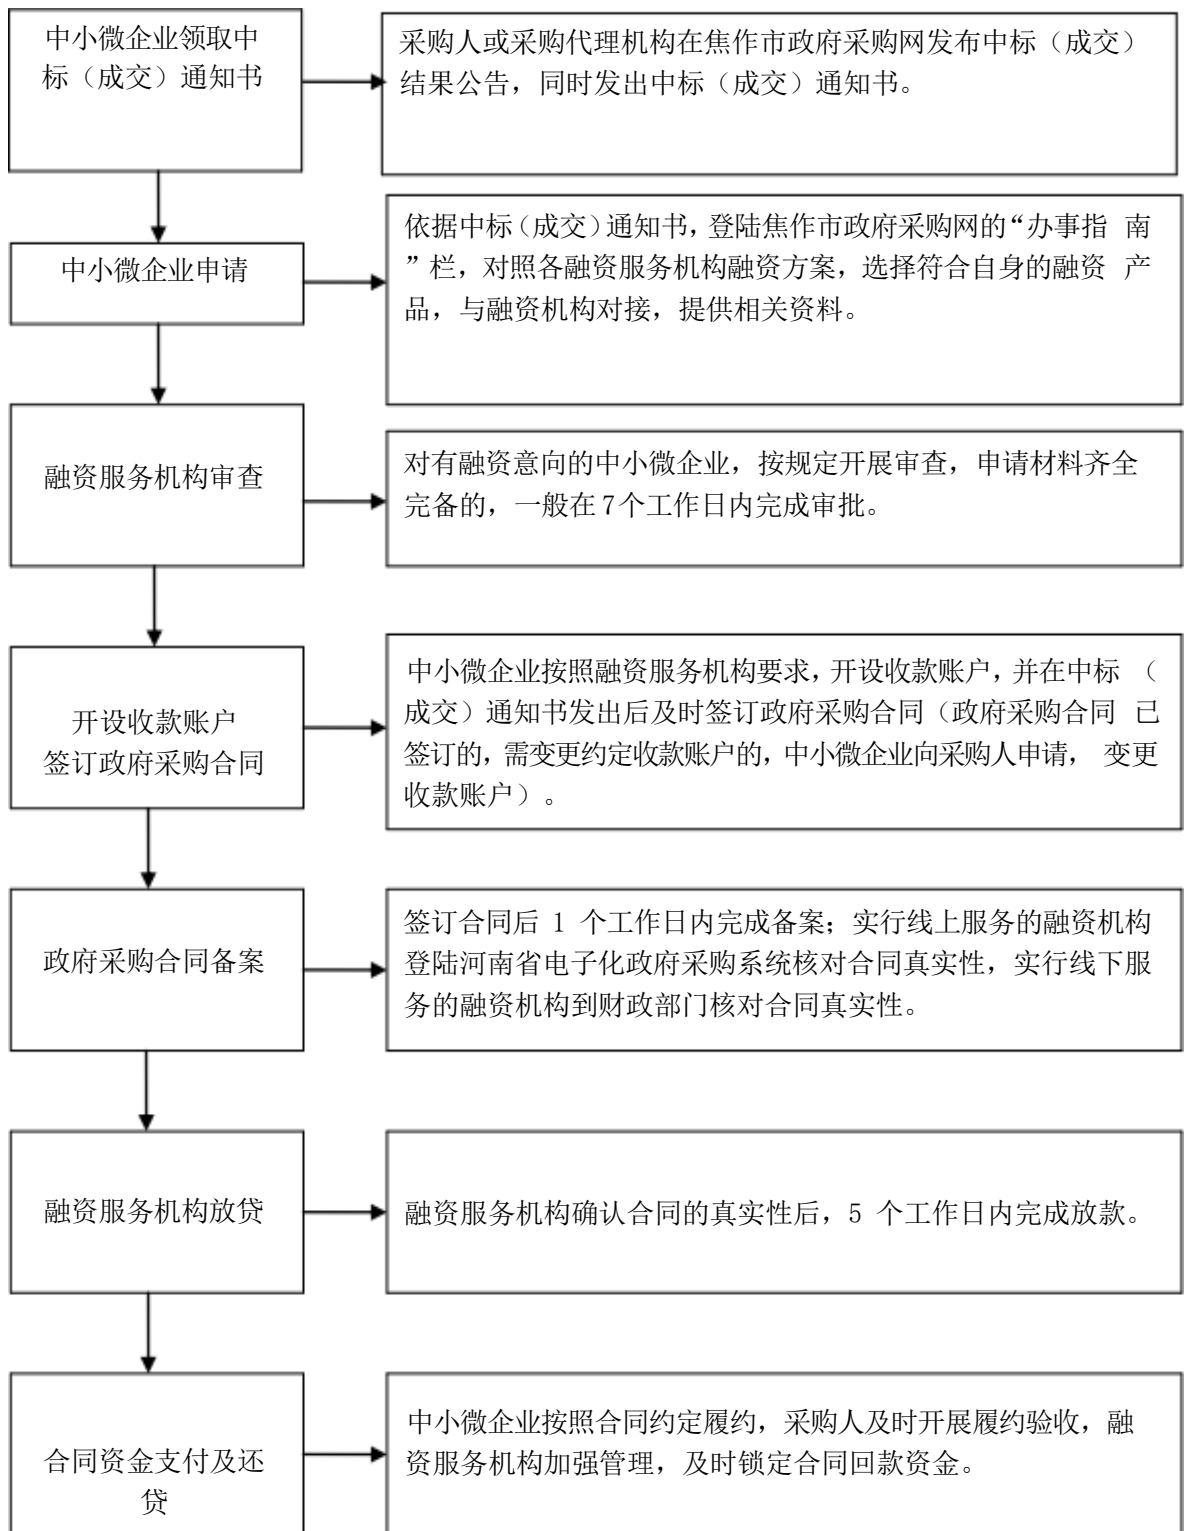 中小微企业领取中
标（成交）通知书
采购人或采购代理机构在焦作市政府采购网发布中标（成交）
结果公告，同时发出中标（成交）通知书。
中小微企业申请
依据中标（成交）通知书，登陆焦作市政府采购网的“办事指 南
”栏，对照各融资服务机构融资方案，选择符合自身的融资 产
品，与融资机构对接，提供相关资料。
融资服务机构审查
对有融资意向的中小微企业，按规定开展审查，申请材料齐全
完备的，一般在 7个工作日内完成审批。
开设收款账户
签订政府采购合同
中小微企业按照融资服务机构要求，开设收款账户，并在中标 （
成交）通知书发出后及时签订政府采购合同（政府采购合同 已
签订的，需变更约定收款账户的，中小微企业向采购人申请， 变更
收款账户）。
政府采购合同备案
签订合同后 1 个工作日内完成备案；实行线上服务的融资机构
登陆河南省电子化政府采购系统核对合同真实性，实行线下服
务的融资机构到财政部门核对合同真实性。
融资服务机构放贷
融资服务机构确认合同的真实性后，5 个工作日内完成放款。
合同资金支付及还
贷
中小微企业按照合同约定履约，采购人及时开展履约验收，融
资服务机构加强管理，及时锁定合同回款资金。